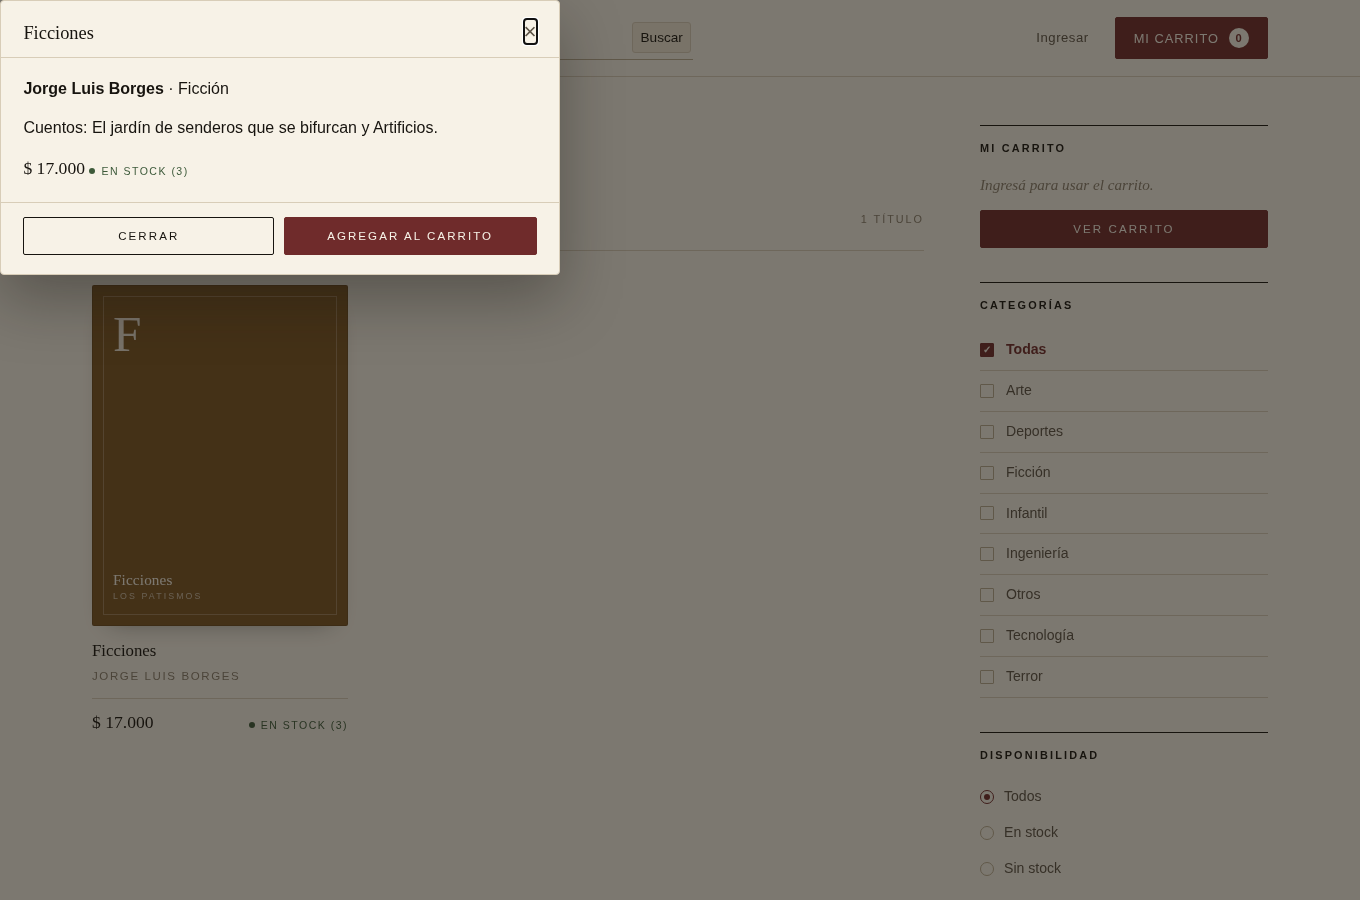 Ficciones
×
Jorge Luis Borges · Ficción
Cuentos: El jardín de senderos que se bifurcan y Artificios.
$ 17.000 EN STOCK (3)
CERRAR
AGREGAR AL CARRITO
Buscar
Ingresar
MI CARRITO 0
1 TÍTULO
F
Ficciones
LOS PATISMOS
Ficciones
JORGE LUIS BORGES
$ 17.000
EN STOCK (3)
MI CARRITO
Ingresá para usar el carrito.
VER CARRITO
CATEGORÍAS
Todas
Arte
Deportes
Ficción
Infantil
Ingeniería
Otros
Tecnología
Terror
DISPONIBILIDAD
Todos
En stock
Sin stock